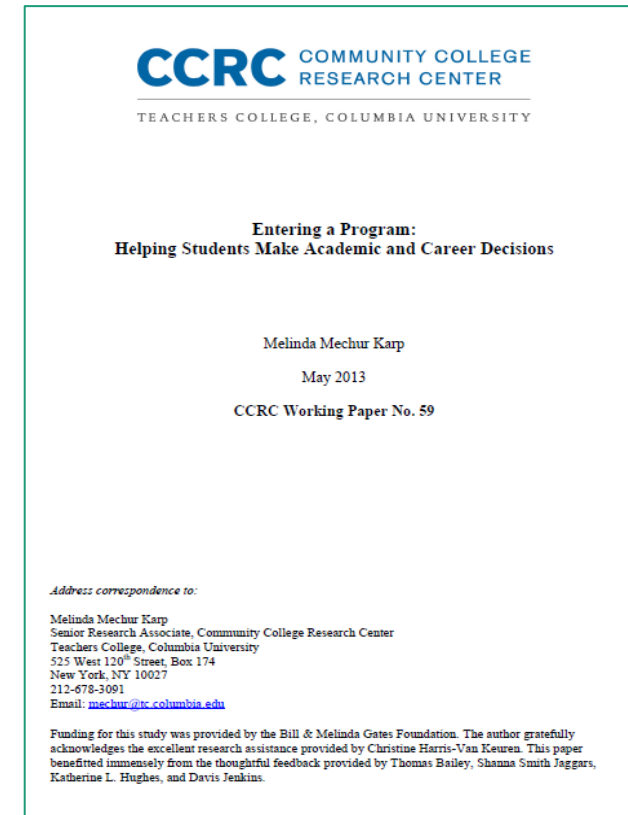 CCRC COMMUNITY COLLEGE
RESEARCH CENTER
TEACHERS COLLEGE, COLUMBIA UNIVERSITY
Entering a Program:
Helping Students Make Academic and Career Decisions
Melinda Mechur Karp
May 2013
CCRC Working Paper No. 59
Address correspondence to:
Melinda Mechur Karp
Senior Research Associate, Community College Research Center
Teachers College, Columbia University
525 West 120th Street, Box 174
New York, NY 10027
212-678-3091
Email: mechur@tc.columbia.edu
Funding for this study was provided by the Bill & Melinda Gates Foundation. The author gratefully
acknowledges the excellent research assistance provided by Christine Harris-Van Keuren. This paper
benefitted immensely from the thoughtful feedback provided by Thomas Bailey, Shanna Smith Jaggars,
Katherine L. Hughes, and Davis Jenkins.